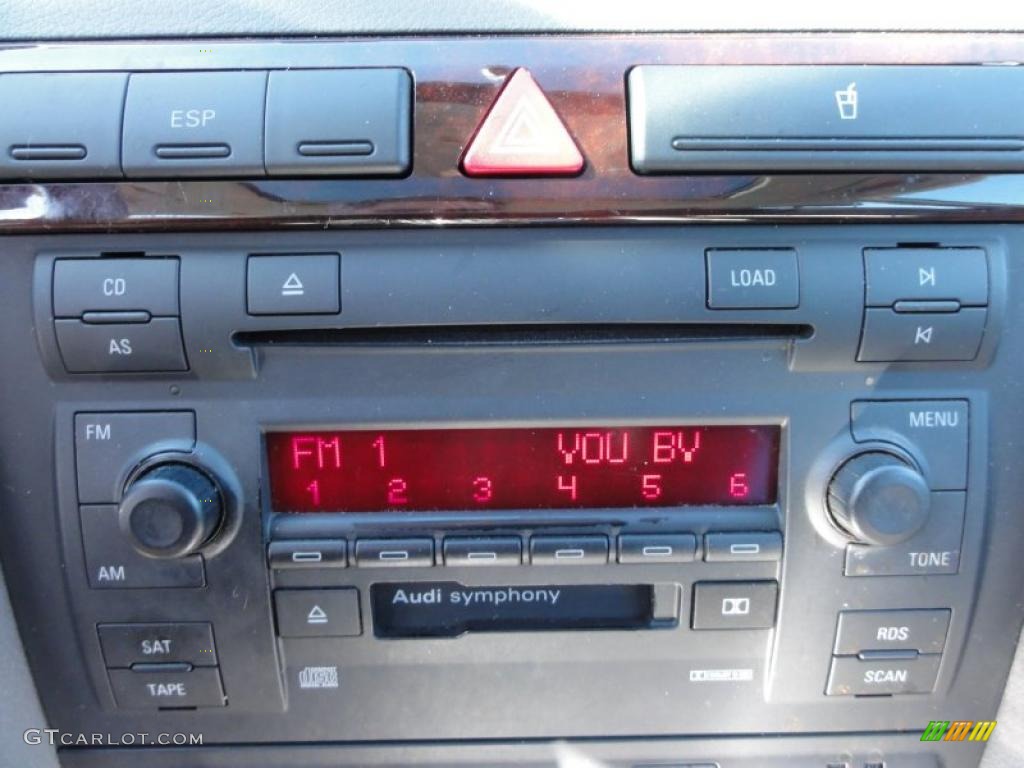 ESP
CD
LOAD
AS
FM
MENU
FM 1 YOU BV
1 2 3 4 5 6
AM
TONE
Audi symphony
SAT
RDS
TAPE
SCAN
GTCARLOT.COM